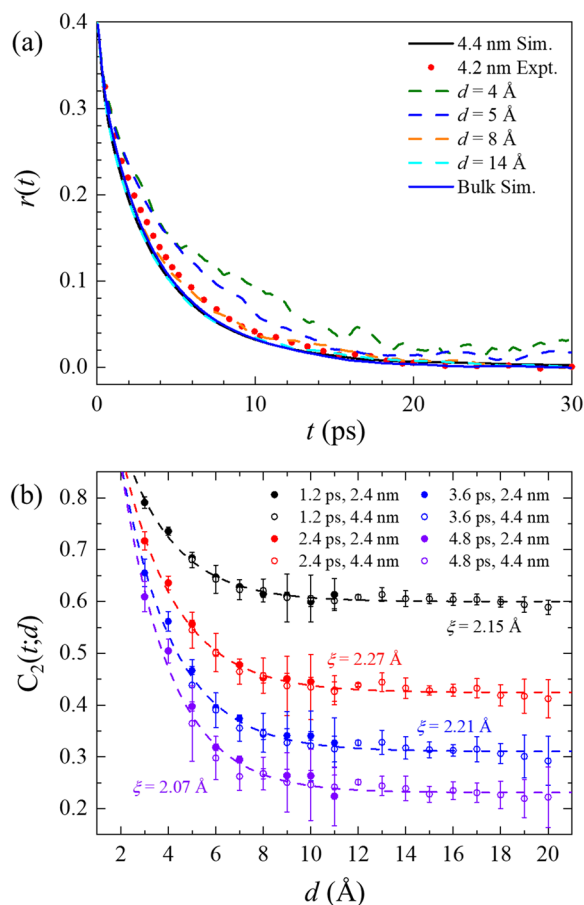 (a)
0.4
0.3
0.2
0.1
0.0
r(t)
4.4 nm Sim.
4.2 nm Expt.
d = 4 Å
d = 5 Å
d = 8 Å
d = 14 Å
Bulk Sim.
0 10 20 30
t (ps)
(b)
0.8
0.7
0.6
0.5
0.4
0.3
0.2
C₂(t;d)
1.2 ps, 2.4 nm 3.6 ps, 2.4 nm
1.2 ps, 4.4 nm 3.6 ps, 4.4 nm
2.4 ps, 2.4 nm 4.8 ps, 2.4 nm
2.4 ps, 4.4 nm 4.8 ps, 4.4 nm
ξ = 2.15 Å
ξ = 2.27 Å
ξ = 2.21 Å
ξ = 2.07 Å
2 4 6 8 10 12 14 16 18 20
d (Å)